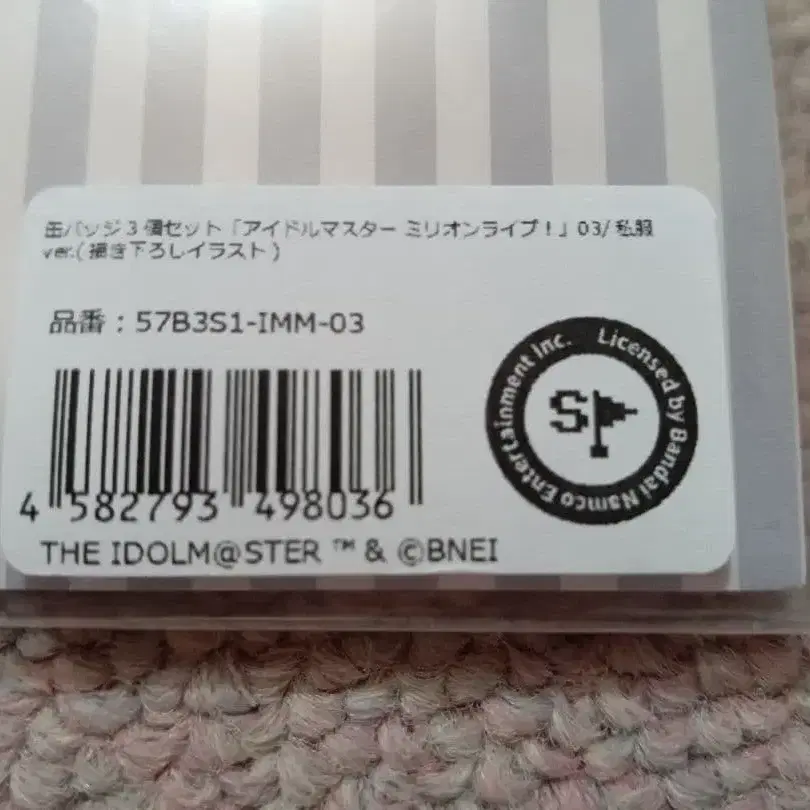 缶バッジ3個セット「アイドルマスター ミリオンライブ！」03/私服
ver.(描き下ろしイラスト)
品番：57B3S1-IMM-03
4 582793 498036
THE IDOLM@STER ™ & ©BNEI
Licensed by Bandai Namco Entertainment Inc.
SP